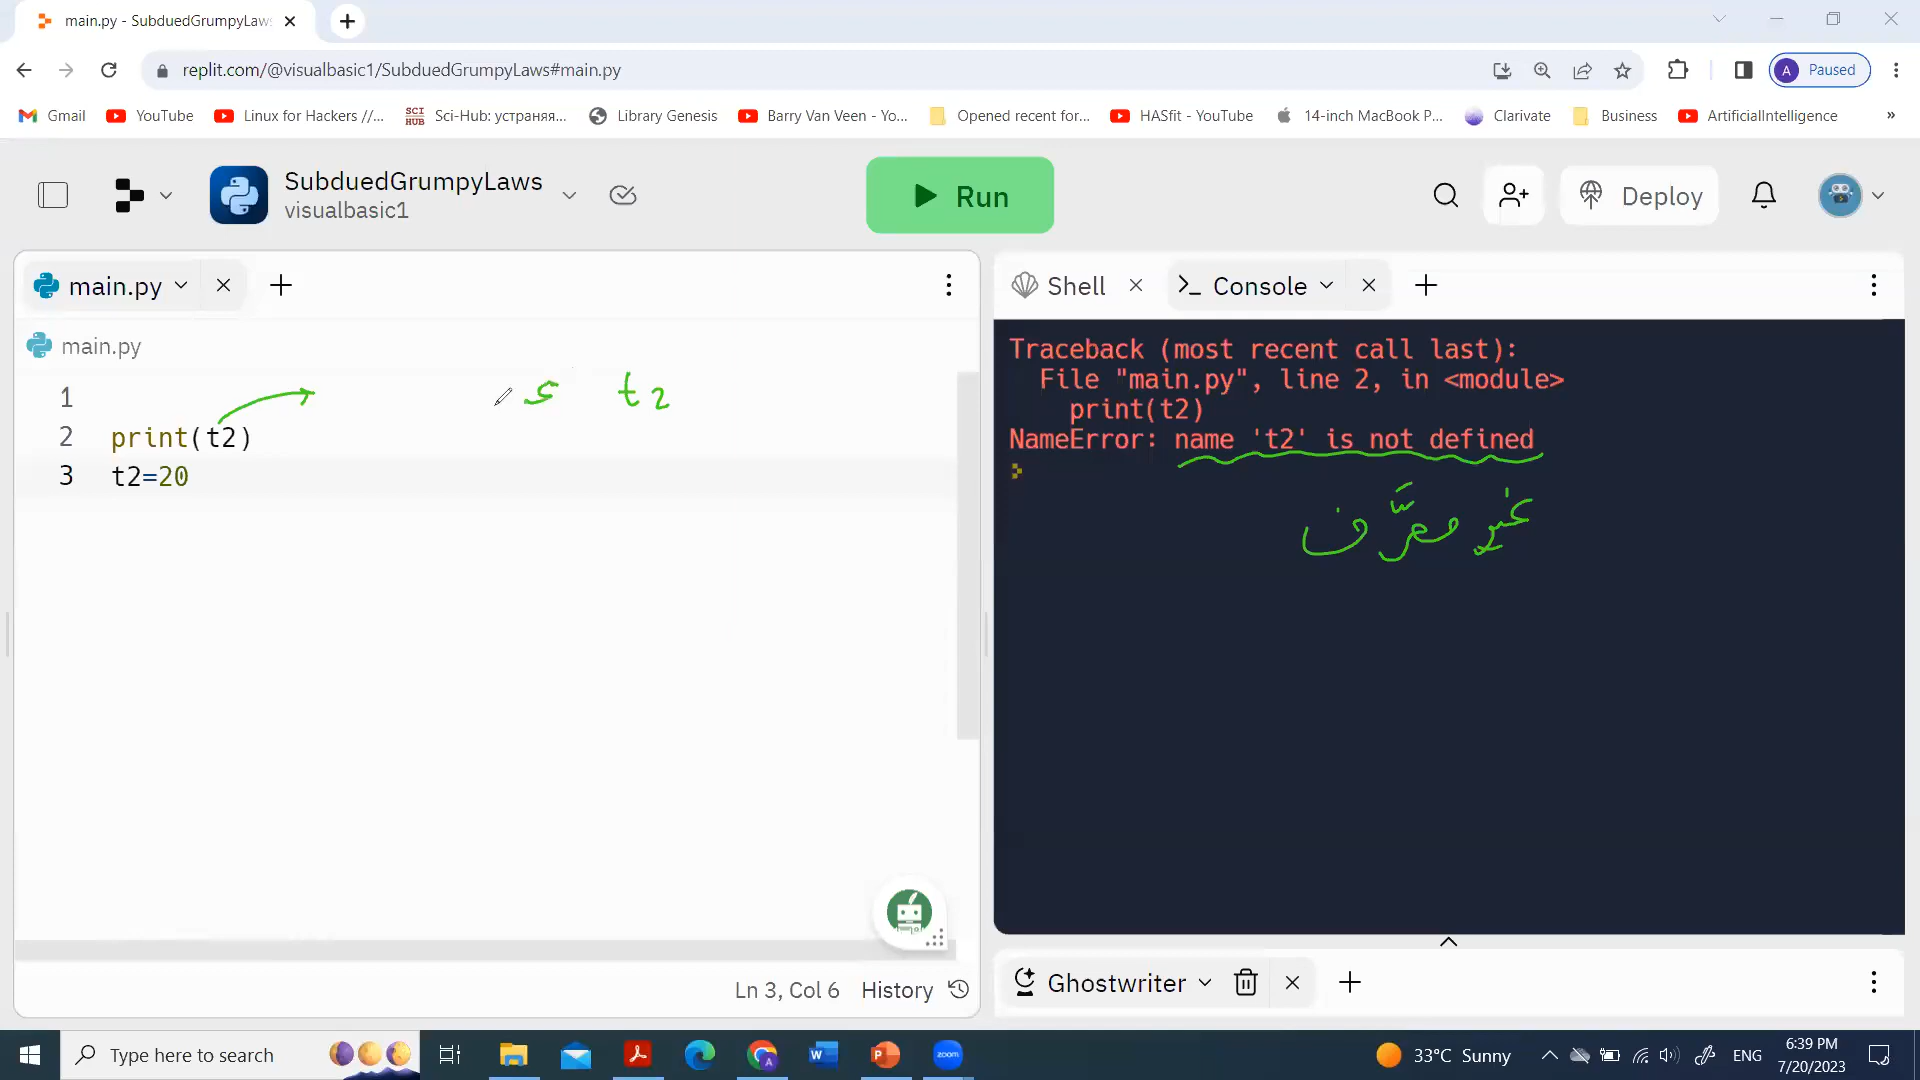 main.py - SubduedGrumpyLaws
replit.com/@visualbasic1/SubduedGrumpyLaws#main.py
A Paused
Gmail YouTube Linux for Hackers //... SCI HUB Sci-Hub: устраняя... Library Genesis Barry Van Veen - Yo... Opened recent for... HASfit - YouTube 14-inch MacBook P... Clarivate Business ArtificialIntelligence »
SubduedGrumpyLaws
visualbasic1
Run
Deploy
main.py
main.py
1
2 print(t2)
3 t2=20
t2
Ln 3, Col 6 History
Shell Console
Traceback (most recent call last):
File "main.py", line 2, in <module>
print(t2)
NameError: name 't2' is not defined
غير معرَّف
Ghostwriter
Type here to search
zoom
33°C Sunny
ENG
6:39 PM
7/20/2023